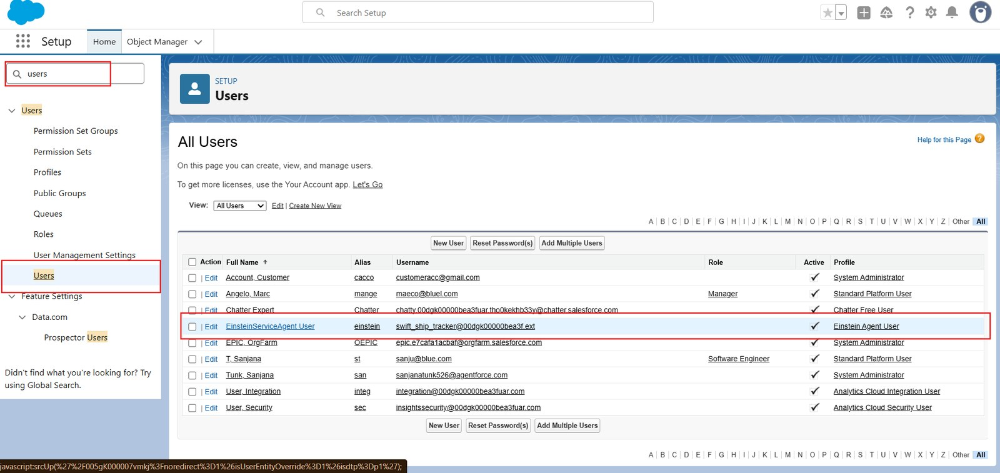 Search Setup
Setup
Home
Object Manager
users
Users
Permission Set Groups
Permission Sets
Profiles
Public Groups
Queues
Roles
User Management Settings
Users
Feature Settings
Data.com
Prospector Users
Didn't find what you're looking for? Try
using Global Search.
SETUP
Users
All Users
Help for this Page ?
On this page you can create, view, and manage users.
To get more licenses, use the Your Account app. Let's Go
View: All Users Edit | Create New View
A | B | C | D | E | F | G | H | I | J | K | L | M | N | O | P | Q | R | S | T | U | V | W | X | Y | Z | Other All
New User Reset Password(s) Add Multiple Users
Action Full Name ↑ Alias Username Role Active Profile
| Edit Account, Customer cacco customeracc@gmail.com ✓ System Administrator
| Edit Angelo, Marc mange maeco@bluel.com Manager ✓ Standard Platform User
| Edit Chatter Expert Chatter chatty.00dgk00000bea3fuar.tho0kekhb33y@chatter.salesforce.com ✓ Chatter Free User
| Edit EinsteinServiceAgent User einstein swift_ship_tracker@00dgk00000bea3f.ext ✓ Einstein Agent User
| Edit EPIC, OrgFarm OEPIC epic.e7cafa1acbaf@orgfarm.salesforce.com ✓ System Administrator
| Edit T, Sanjana st sanju@blue.com Software Engineer ✓ Standard Platform User
| Edit Tunk, Sanjana san sanjanatunk526@agentforce.com ✓ System Administrator
| Edit User, Integration integ integration@00dgk00000bea3fuar.com ✓ Analytics Cloud Integration User
| Edit User, Security sec insightssecurity@00dgk00000bea3fuar.com ✓ Analytics Cloud Security User
New User Reset Password(s) Add Multiple Users
A | B | C | D | E | F | G | H | I | J | K | L | M | N | O | P | Q | R | S | T | U | V | W | X | Y | Z | Other All
javascript:srcUp(%27%2F005gK000007vmkj%3Fnoredirect%3D1%26isUserEntityOverride%3D1%26isdtp%3Dp1%27);